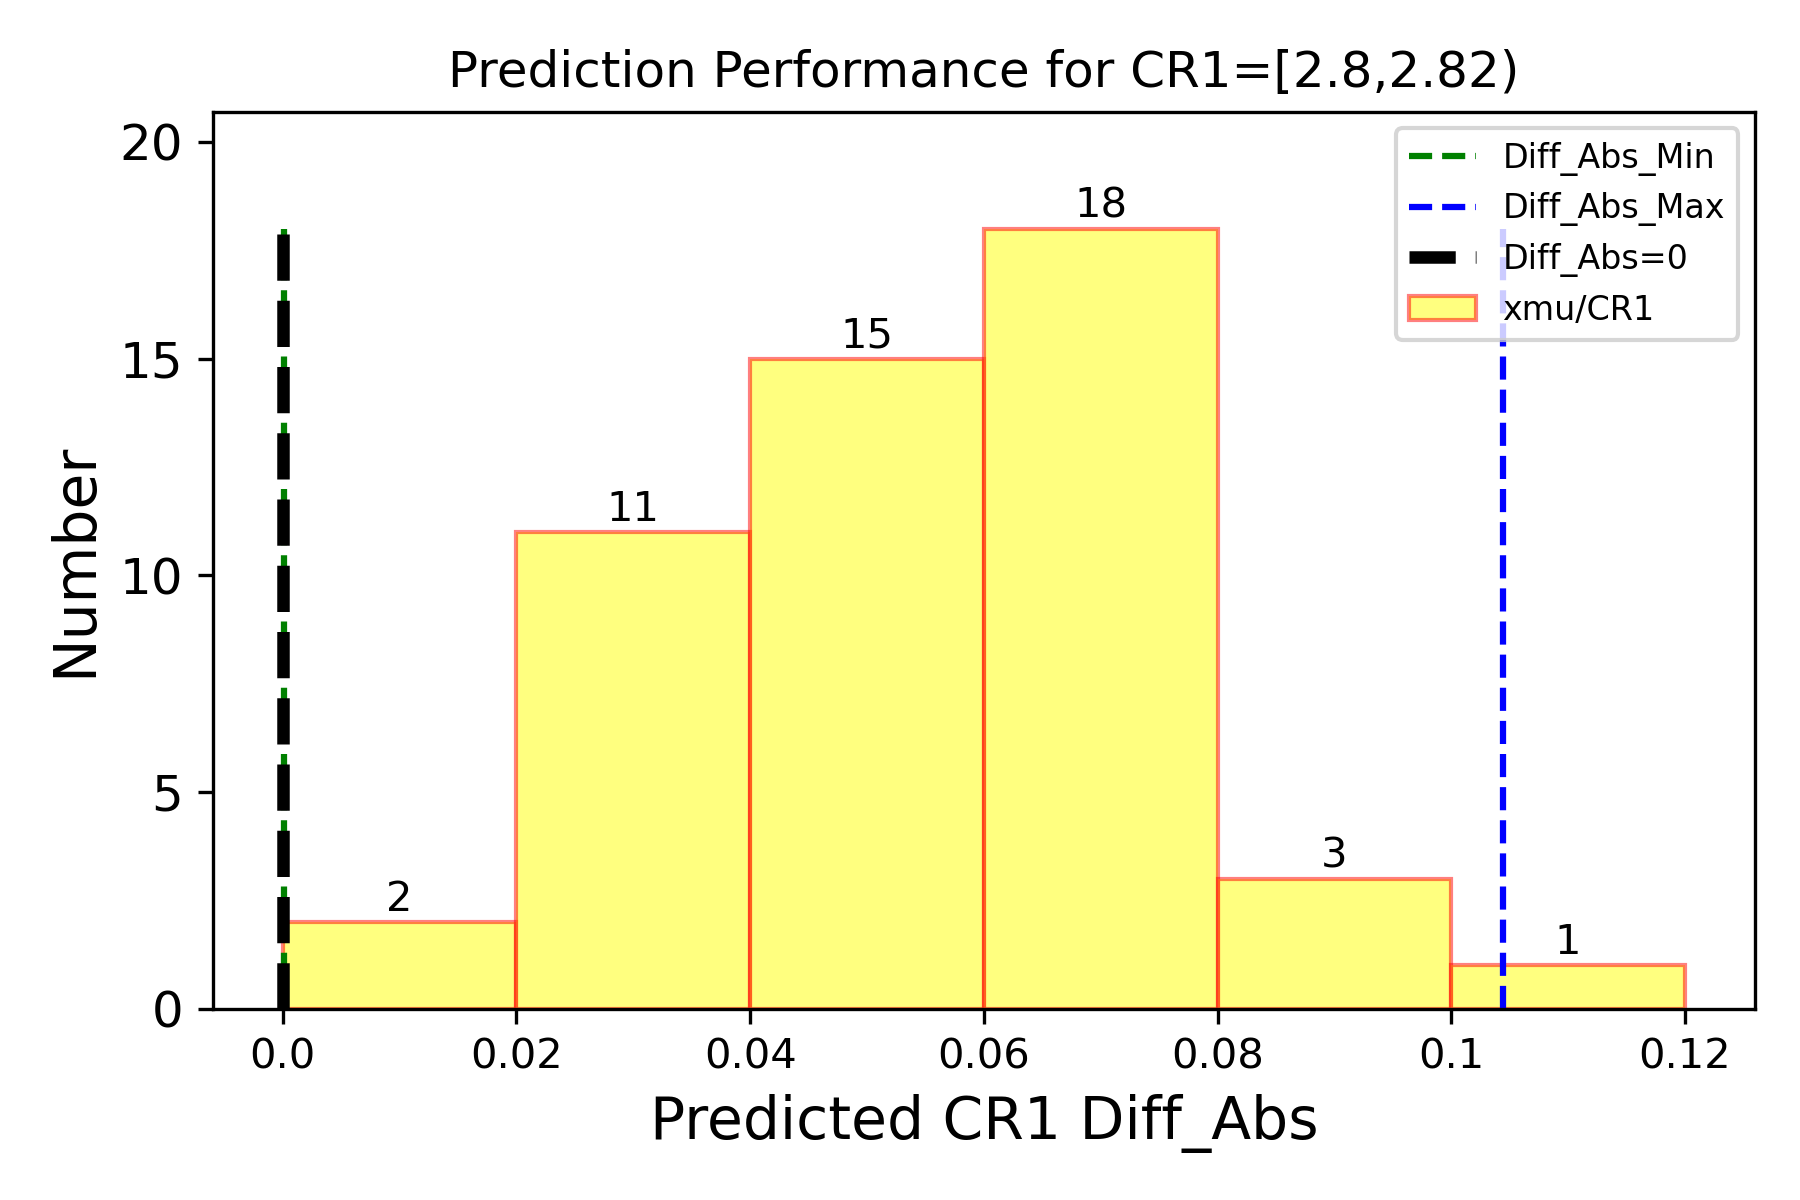 Prediction Performance for CR1=[2.8,2.82)
20
15
10
5
0
Number
Diff_Abs_Min
Diff_Abs_Max
Diff_Abs=0
xmu/CR1
2
11
15
18
3
1
0.0 0.02 0.04 0.06 0.08 0.1 0.12
Predicted CR1 Diff_Abs